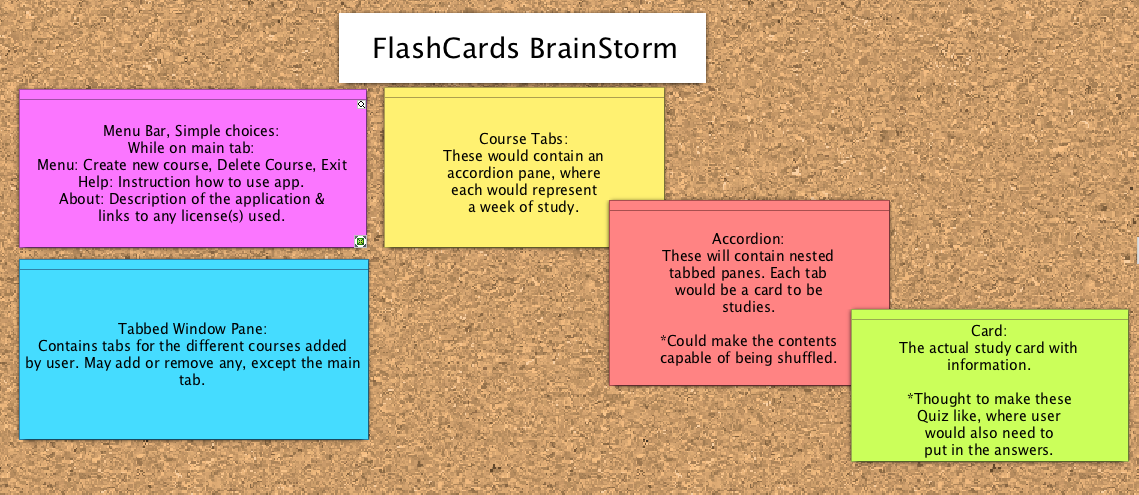 FlashCards BrainStorm
Menu Bar, Simple choices:
While on main tab:
Menu: Create new course, Delete Course, Exit
Help: Instruction how to use app.
About: Description of the application &
links to any license(s) used.
Course Tabs:
These would contain an
accordion pane, where
each would represent
a week of study.
Tabbed Window Pane:
Contains tabs for the different courses added
by user. May add or remove any, except the main
tab.
Accordion:
These will contain nested
tabbed panes. Each tab
would be a card to be
studies.
*Could make the contents
capable of being shuffled.
Card:
The actual study card with
information.
*Thought to make these
Quiz like, where user
would also need to
put in the answers.